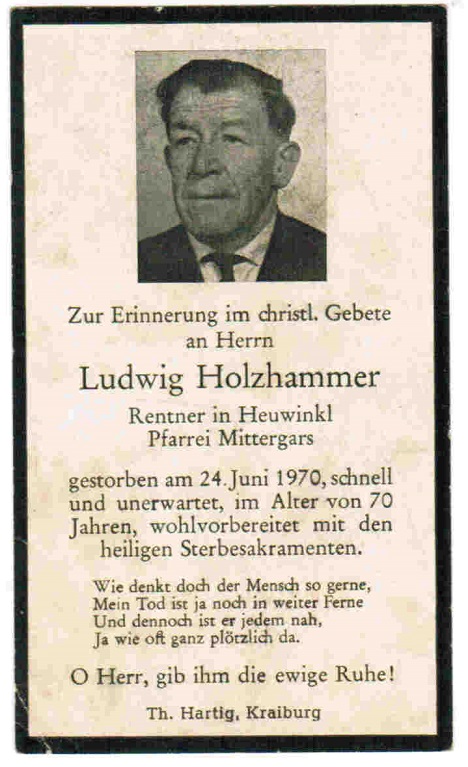 Zur Erinnerung im christl. Gebete
an Herrn
Ludwig Holzhammer
Rentner in Heuwinkl
Pfarrei Mittergars
gestorben am 24. Juni 1970, schnell
und unerwartet, im Alter von 70
Jahren, wohlvorbereitet mit den
heiligen Sterbesakramenten.
Wie denkt doch der Mensch so gerne,
Mein Tod ist ja noch in weiter Ferne
Und dennoch ist er jedem nah,
Ja wie oft ganz plötzlich da.
O Herr, gib ihm die ewige Ruhe!
Th. Hartig, Kraiburg